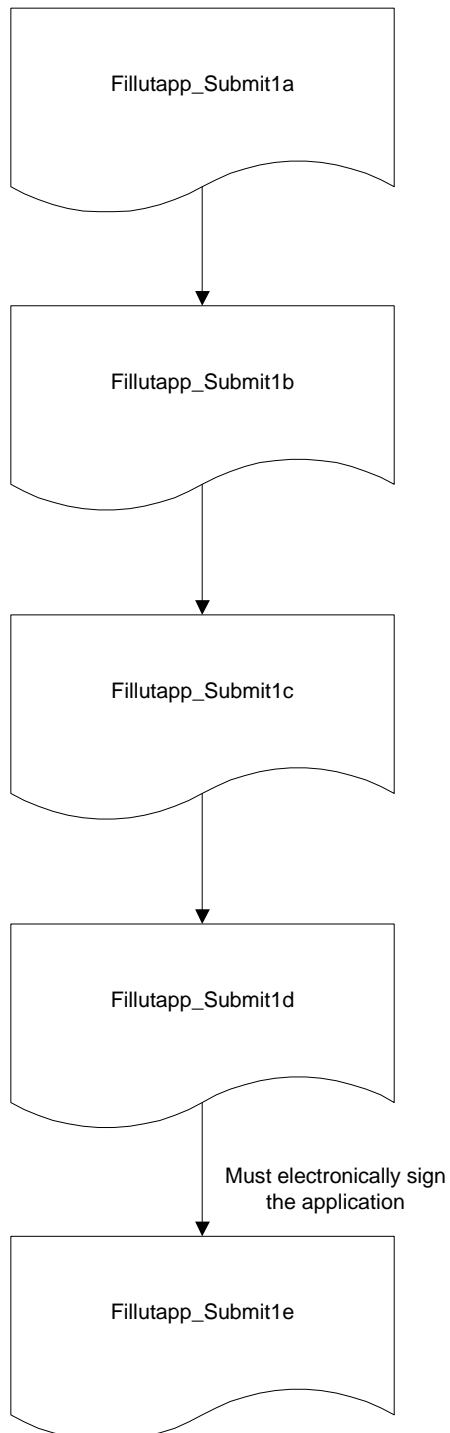 Fillutapp_Submit1a
Fillutapp_Submit1b
Fillutapp_Submit1c
Fillutapp_Submit1d
Must electronically sign
the application
Fillutapp_Submit1e